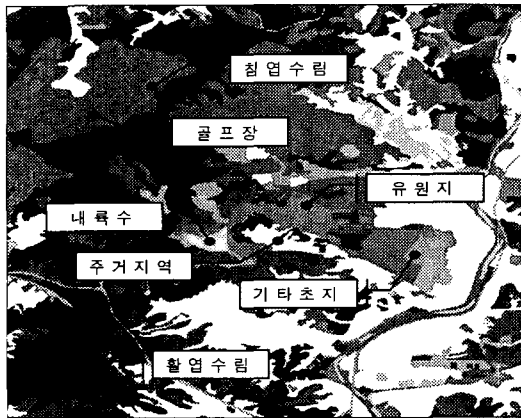 침엽수림
골프장
유원지
내륙수
주거지역
기타초지
활엽수림